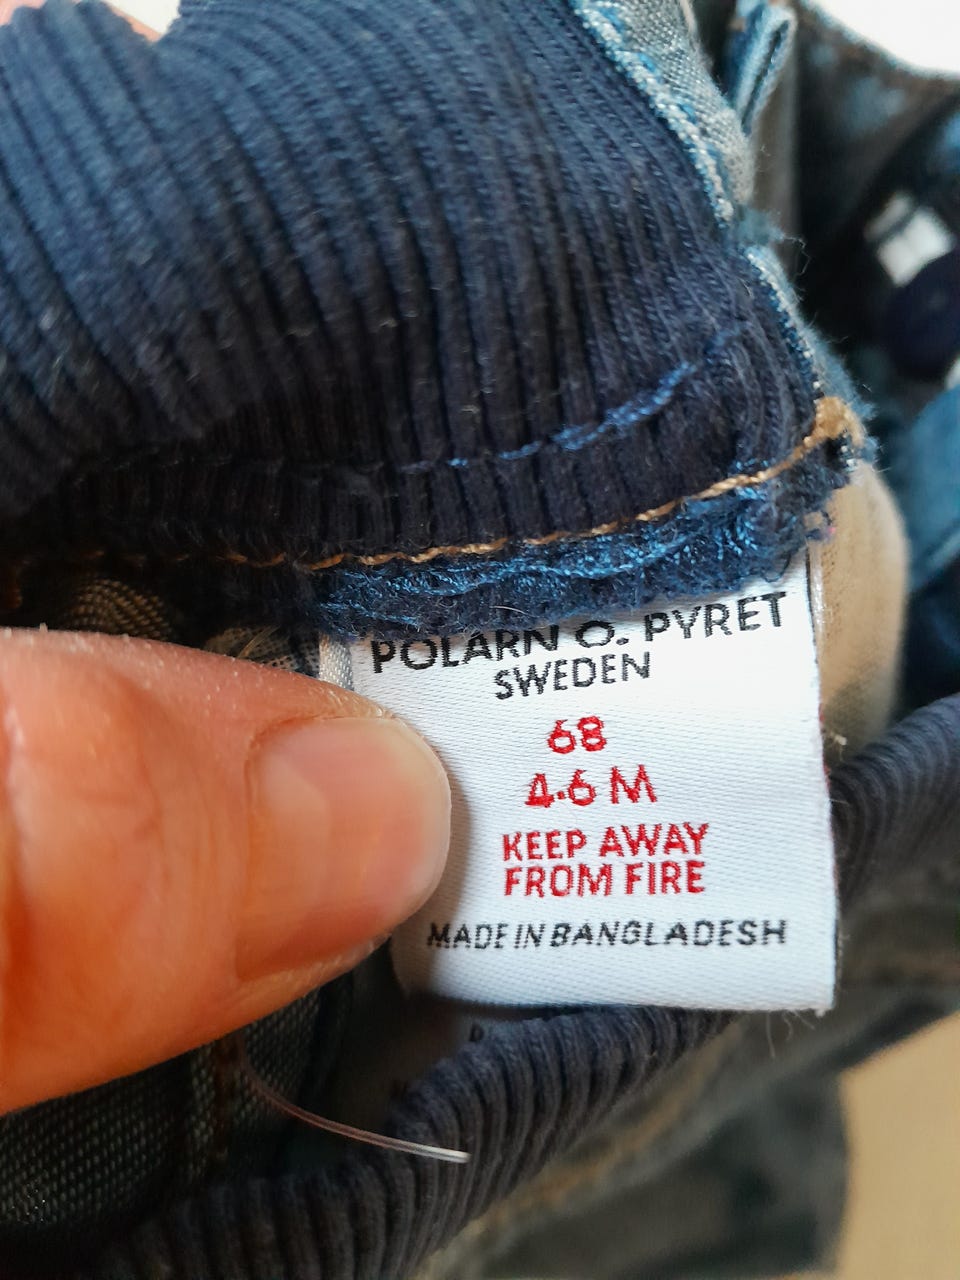 POLARN O. PYRET
SWEDEN
68
4-6 M
KEEP AWAY
FROM FIRE
MADE IN BANGLADESH